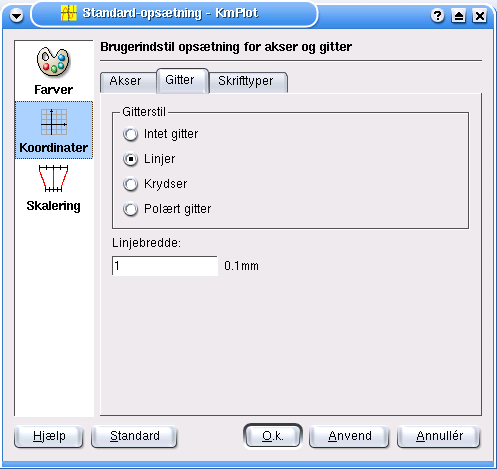 Standard-opsætning - KmPlot
Farver
Koordinater
Skalering
Brugerindstil opsætning for akser og gitter
Akser Gitter Skrifttyper
Gitterstil
Intet gitter
Linjer
Krydser
Polært gitter
Linjebredde:
1 0.1mm
Hjælp Standard O.k. Anvend Annullér